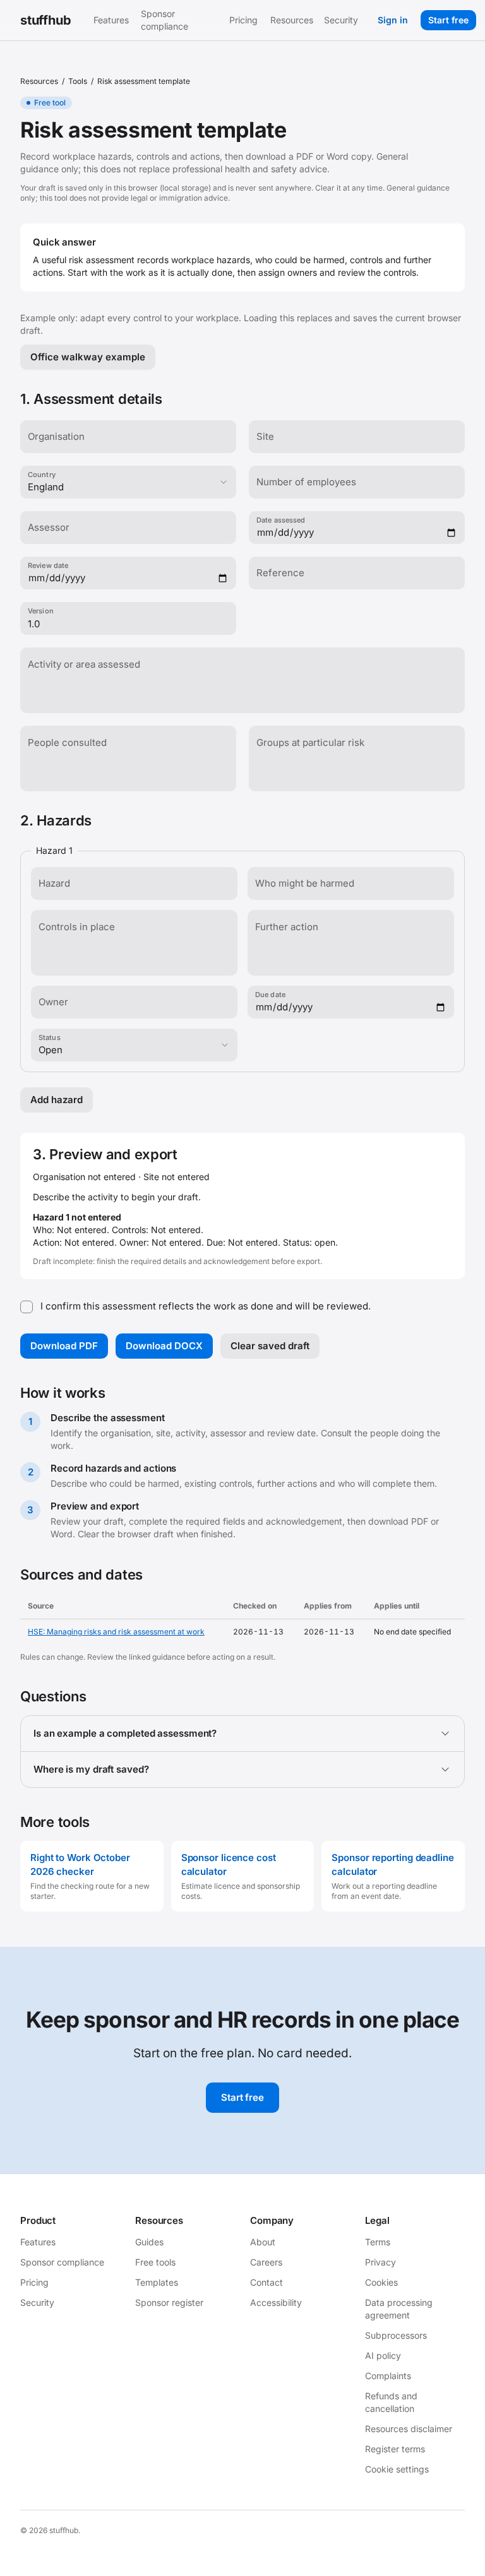 stuffhub
Features
Sponsor
compliance
Pricing
Resources
Security
Sign in
Start free
Resources / Tools / Risk assessment template
Free tool
Risk assessment template
Record workplace hazards, controls and actions, then download a PDF or Word copy. General
guidance only; this does not replace professional health and safety advice.
Your draft is saved only in this browser (local storage) and is never sent anywhere. Clear it at any time. General guidance
only; this tool does not provide legal or immigration advice.
Quick answer
A useful risk assessment records workplace hazards, who could be harmed, controls and further
actions. Start with the work as it is actually done, then assign owners and review the controls.
Example only: adapt every control to your workplace. Loading this replaces and saves the current browser
draft.
Office walkway example
1. Assessment details
Organisation
Site
Country
England
Number of employees
Assessor
Date assessed
mm/dd/yyyy
Review date
mm/dd/yyyy
Reference
Version
1.0
Activity or area assessed
People consulted
Groups at particular risk
2. Hazards
Hazard 1
Hazard
Who might be harmed
Controls in place
Further action
Owner
Due date
mm/dd/yyyy
Status
Open
Add hazard
3. Preview and export
Organisation not entered · Site not entered
Describe the activity to begin your draft.
Hazard 1 not entered
Who: Not entered. Controls: Not entered.
Action: Not entered. Owner: Not entered. Due: Not entered. Status: open.
Draft incomplete: finish the required details and acknowledgement before export.
I confirm this assessment reflects the work as done and will be reviewed.
Download PDF
Download DOCX
Clear saved draft
How it works
1
Describe the assessment
Identify the organisation, site, activity, assessor and review date. Consult the people doing the
work.
2
Record hazards and actions
Describe who could be harmed, existing controls, further actions and who will complete them.
3
Preview and export
Review your draft, complete the required fields and acknowledgement, then download PDF or
Word. Clear the browser draft when finished.
Sources and dates
Source
Checked on
Applies from
Applies until
HSE: Managing risks and risk assessment at work
2026-11-13
2026-11-13
No end date specified
Rules can change. Review the linked guidance before acting on a result.
Questions
Is an example a completed assessment?
Where is my draft saved?
More tools
Right to Work October
2026 checker
Find the checking route for a new
starter.
Sponsor licence cost
calculator
Estimate licence and sponsorship
costs.
Sponsor reporting deadline
calculator
Work out a reporting deadline
from an event date.
Keep sponsor and HR records in one place
Start on the free plan. No card needed.
Start free
Product
Features
Sponsor compliance
Pricing
Security
Resources
Guides
Free tools
Templates
Sponsor register
Company
About
Careers
Contact
Accessibility
Legal
Terms
Privacy
Cookies
Data processing
agreement
Subprocessors
AI policy
Complaints
Refunds and
cancellation
Resources disclaimer
Register terms
Cookie settings
© 2026 stuffhub.